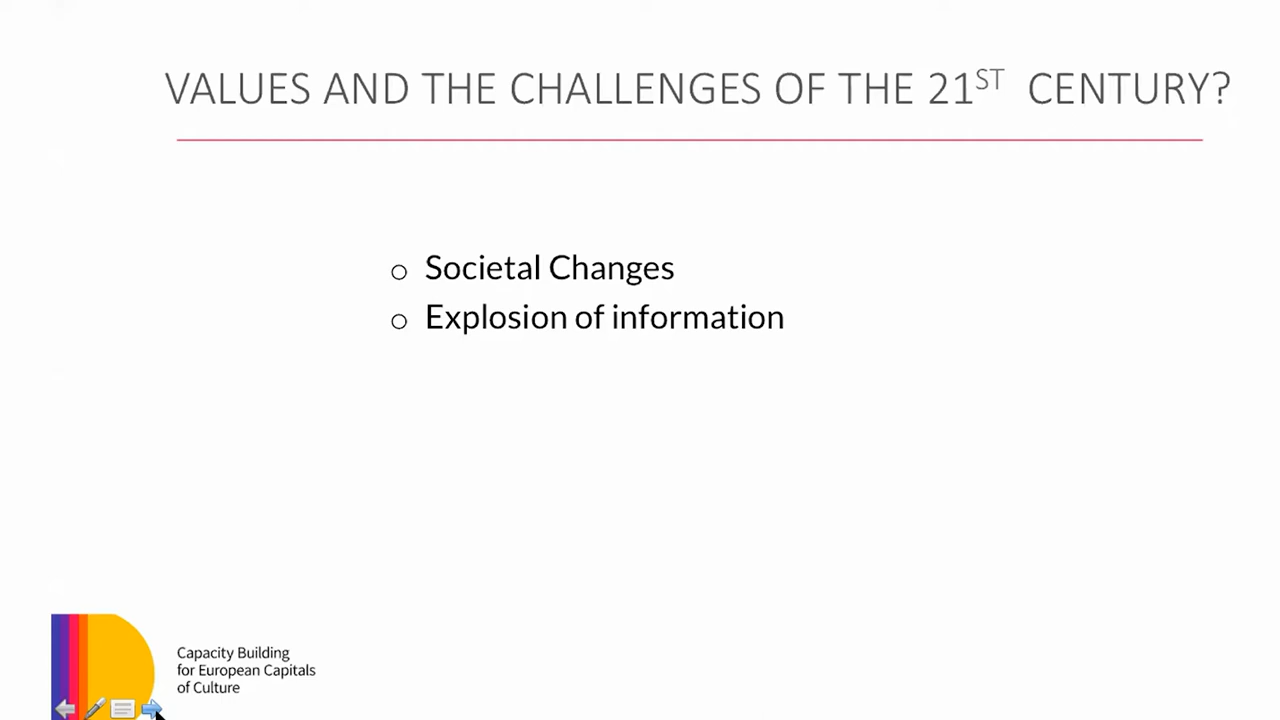 VALUES AND THE CHALLENGES OF THE 21ST CENTURY?
Societal Changes
Explosion of information
Capacity Building
for European Capitals
of Culture